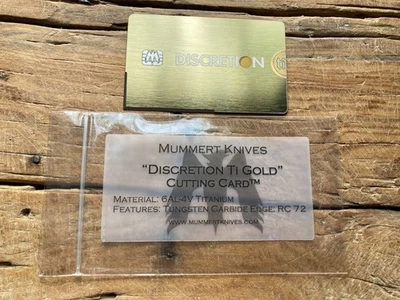 DISCRETION
MUMMERT KNIVES
"DISCRETION TI GOLD"
CUTTING CARD™
MATERIAL: 6AL-4V TITANIUM
FEATURES: TUNGSTEN CARBIDE EDGE: RC 72
WWW.MUMMERTKNIVES.COM